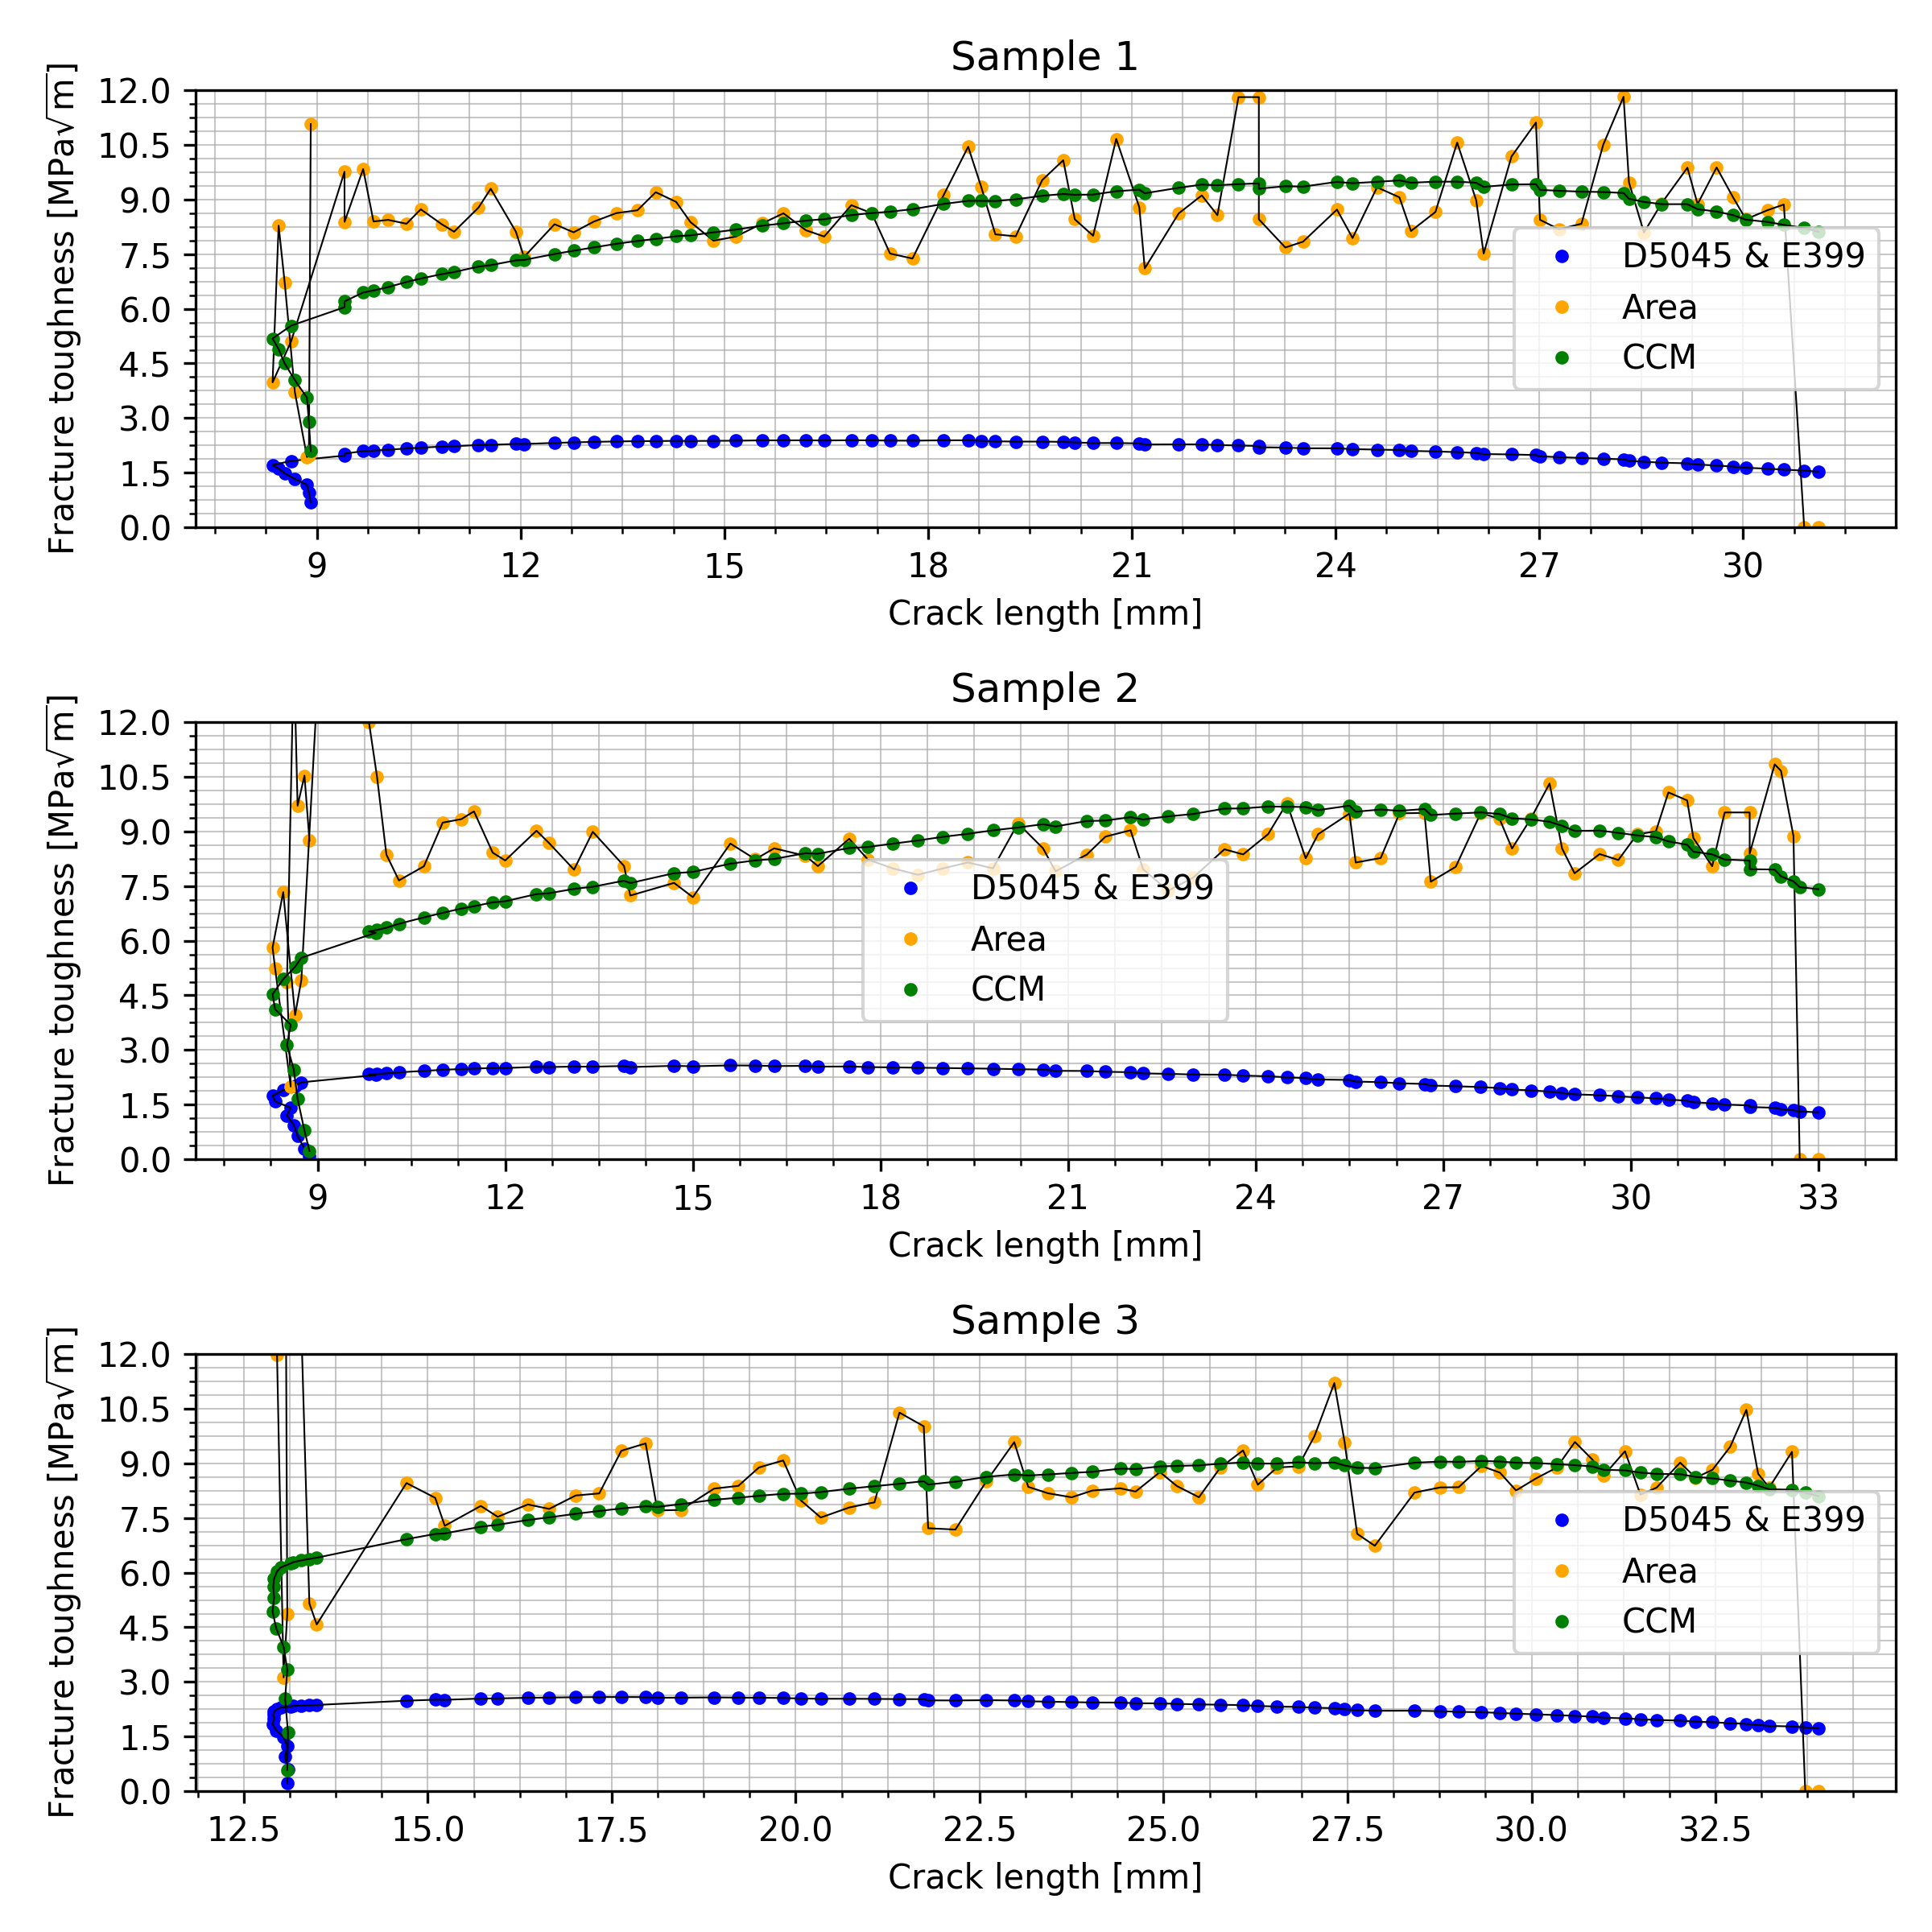 Sample 1
Fracture toughness [MPa√m]
12.0
10.5
9.0
7.5
6.0
4.5
3.0
1.5
0.0
D5045 & E399
Area
CCM
9 12 15 18 21 24 27 30
Crack length [mm]
Sample 2
Fracture toughness [MPa√m]
12.0
10.5
9.0
7.5
6.0
4.5
3.0
1.5
0.0
D5045 & E399
Area
CCM
9 12 15 18 21 24 27 30 33
Crack length [mm]
Sample 3
Fracture toughness [MPa√m]
12.0
10.5
9.0
7.5
6.0
4.5
3.0
1.5
0.0
D5045 & E399
Area
CCM
12.5 15.0 17.5 20.0 22.5 25.0 27.5 30.0 32.5
Crack length [mm]